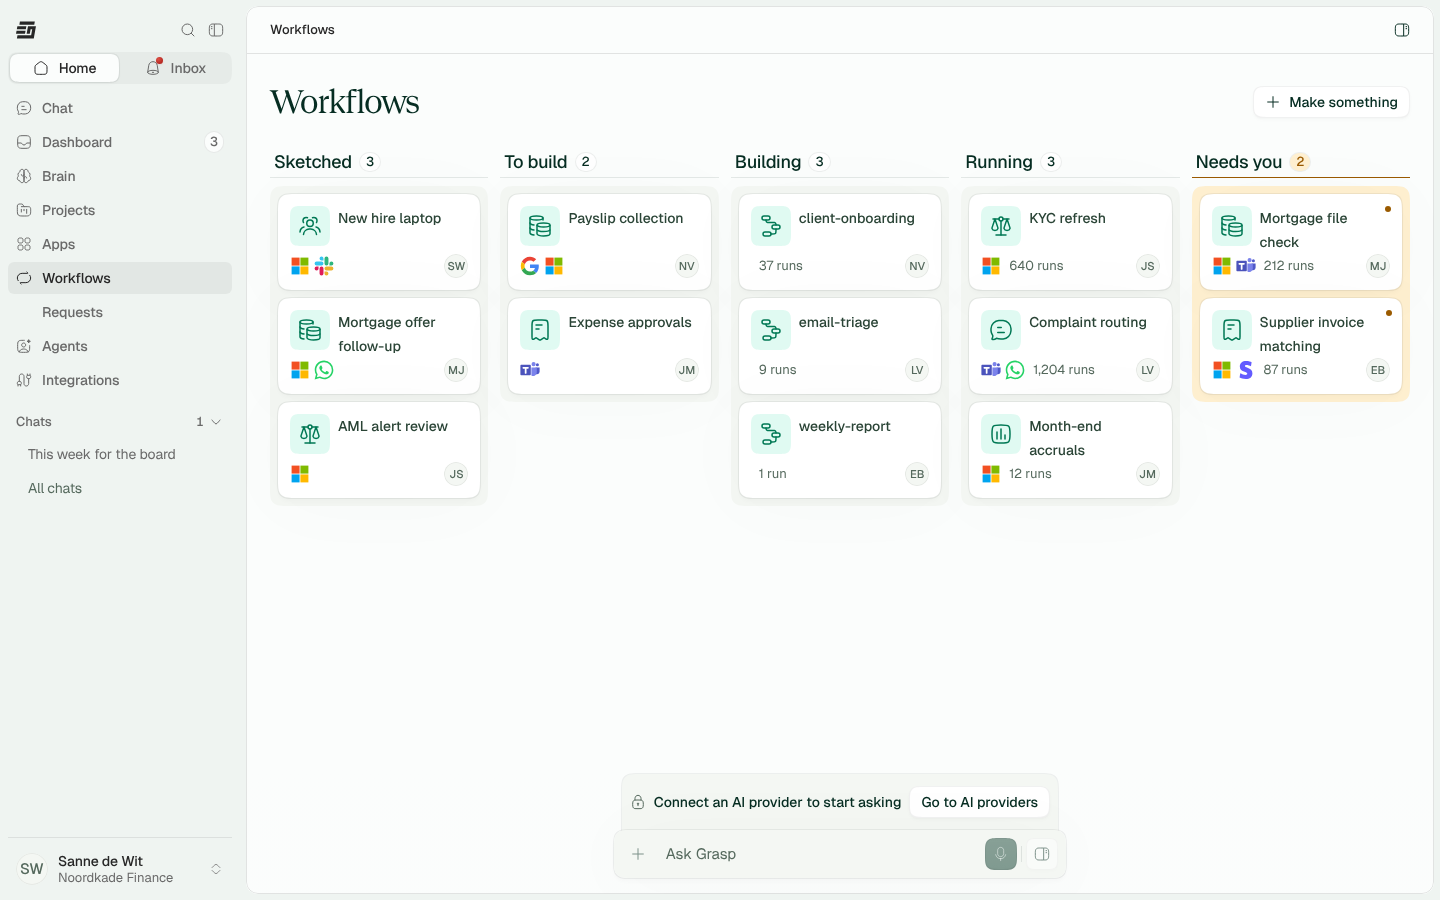 Home
Inbox
Chat
Dashboard 3
Brain
Projects
Apps
Workflows
Requests
Agents
Integrations
Chats 1
This week for the board
All chats
SW
Sanne de Wit
Noordkade Finance
Workflows
Workflows
Make something
Sketched 3
New hire laptop
SW
Mortgage offer
follow-up
MJ
AML alert review
JS
To build 2
Payslip collection
NV
Expense approvals
JM
Building 3
client-onboarding
37 runs NV
email-triage
9 runs LV
weekly-report
1 run EB
Running 3
KYC refresh
640 runs JS
Complaint routing
1,204 runs LV
Month-end
accruals
12 runs JM
Needs you 2
Mortgage file
check
212 runs MJ
Supplier invoice
matching
87 runs EB
Connect an AI provider to start asking Go to AI providers
Ask Grasp